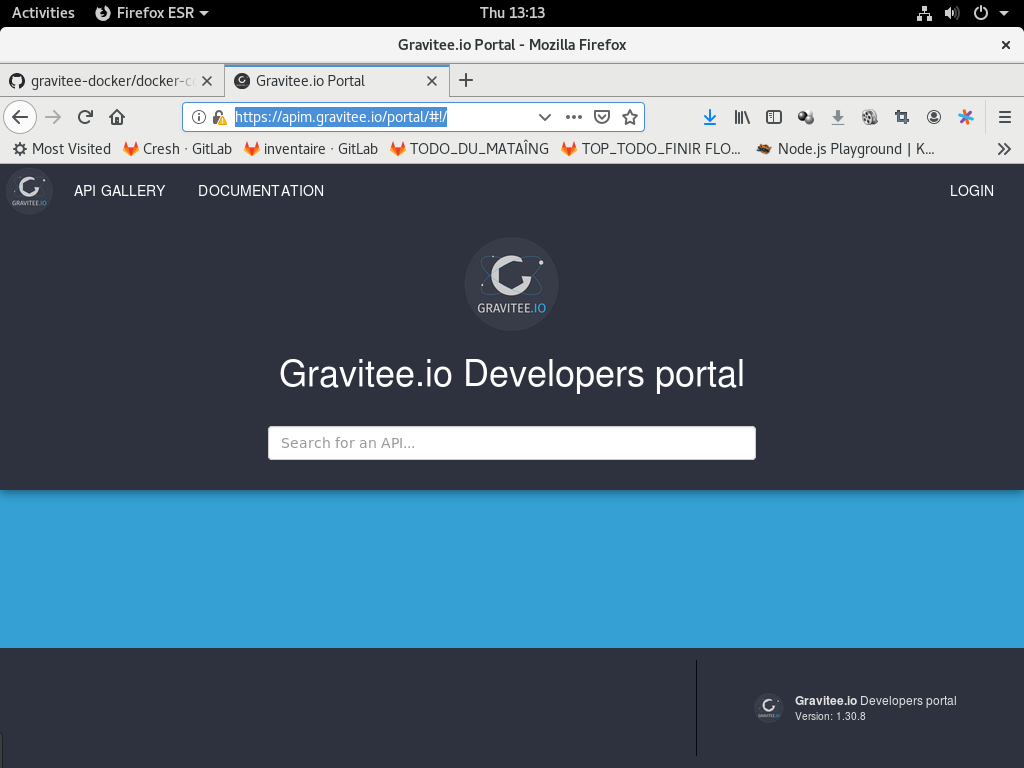 Activities Firefox ESR Thu 13:13
Gravitee.io Portal - Mozilla Firefox
gravitee-docker/docker-co Gravitee.io Portal
https://apim.gravitee.io/portal/#!/
Most Visited Cresh · GitLab inventaire · GitLab TODO_DU_MATAÎNG TOP_TODO_FINIR FLO... Node.js Playground | K...
GRAVITEE.IO API GALLERY DOCUMENTATION LOGIN
GRAVITEE.IO
Gravitee.io Developers portal
Search for an API...
GRAVITEE.IO Gravitee.io Developers portal
Version: 1.30.8